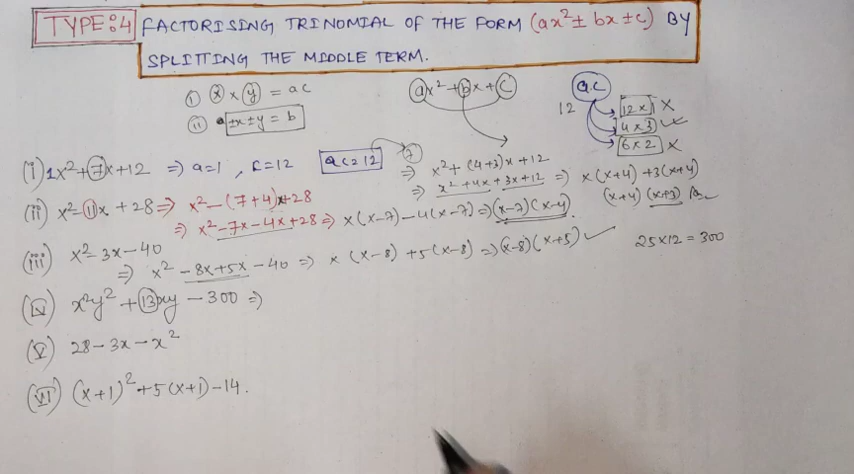 TYPE:4 FACTORISING TRINOMIAL OF THE FORM (ax²± bx ±c) BY
SPLITTING THE MIDDLE TERM.
(i) x × y = ac
(ii) ±x±y = b
ax² + bx + c
a.c
12
12×1 ×
4×3 ✓
6×2 ×
(i) 1x²+7x+12 ⇒ a=1 , c=12 ac=12 7
⇒ x²+(4+3)x+12
⇒ x²+4x+3x+12 ⇒ x(x+4)+3(x+4)
(x+4)(x+3)
(ii) x²-11x+28 ⇒ x²-(7+4)x+28
⇒ x²-7x-4x+28 ⇒ x(x-7)-4(x-7) ⇒ (x-7)(x-4)
(iii) x²-3x-40
⇒ x²-8x+5x-40 ⇒ x(x-8)+5(x-8) ⇒ (x-8)(x+5) ✓
25×12=300
(iv) x²y²+13xy-300 ⇒
(v) 28-3x-x²
(vi) (x+1)²+5(x+1)-14.